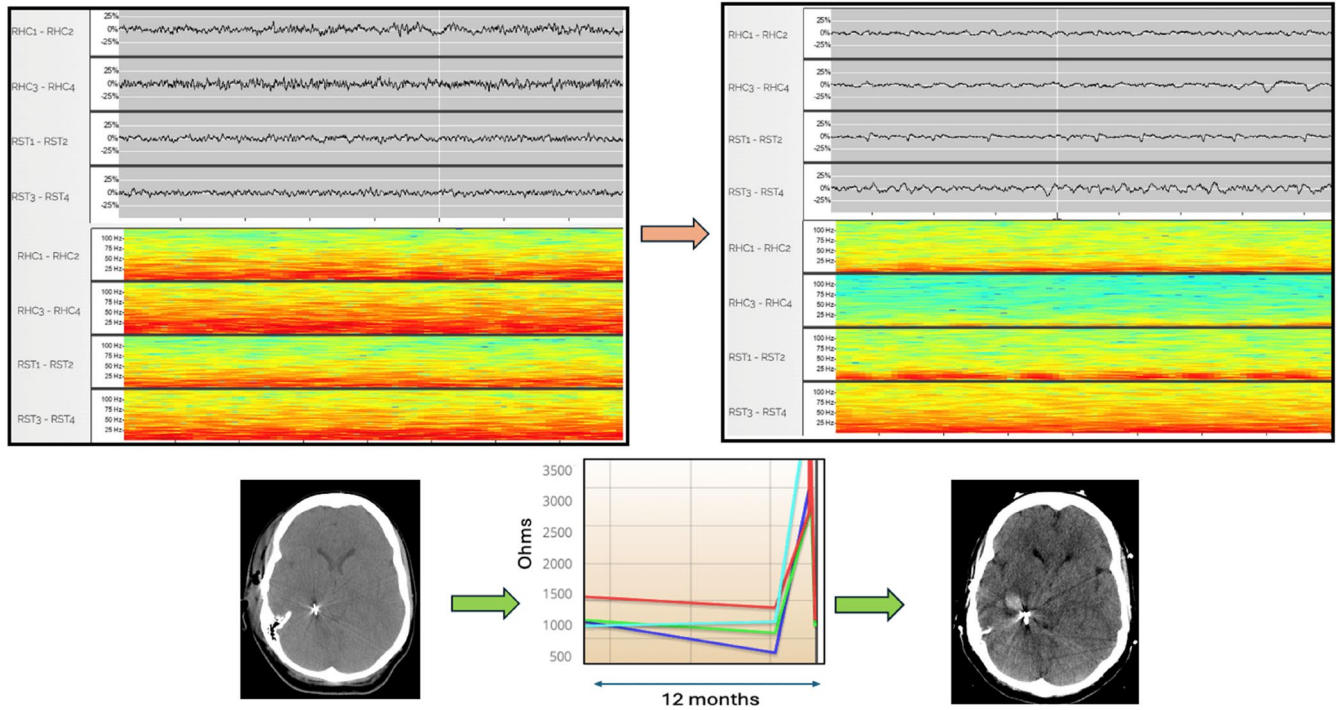 RHC1 - RHC2
25%
0%
-25%
RHC3 - RHC4
25%
0%
-25%
RST1 - RST2
25%
0%
-25%
RST3 - RST4
25%
0%
-25%
RHC1 - RHC2
100 Hz
75 Hz
50 Hz
25 Hz
RHC3 - RHC4
100 Hz
75 Hz
50 Hz
25 Hz
RST1 - RST2
100 Hz
75 Hz
50 Hz
25 Hz
RST3 - RST4
100 Hz
75 Hz
50 Hz
25 Hz
RHC1 - RHC2
25%
0%
-25%
RHC3 - RHC4
25%
0%
-25%
RST1 - RST2
25%
0%
-25%
RST3 - RST4
25%
0%
-25%
RHC1 - RHC2
100 Hz
75 Hz
50 Hz
25 Hz
RHC3 - RHC4
100 Hz
75 Hz
50 Hz
25 Hz
RST1 - RST2
100 Hz
75 Hz
50 Hz
25 Hz
RST3 - RST4
100 Hz
75 Hz
50 Hz
25 Hz
Ohms
3500
3000
2500
2000
1500
1000
500
12 months